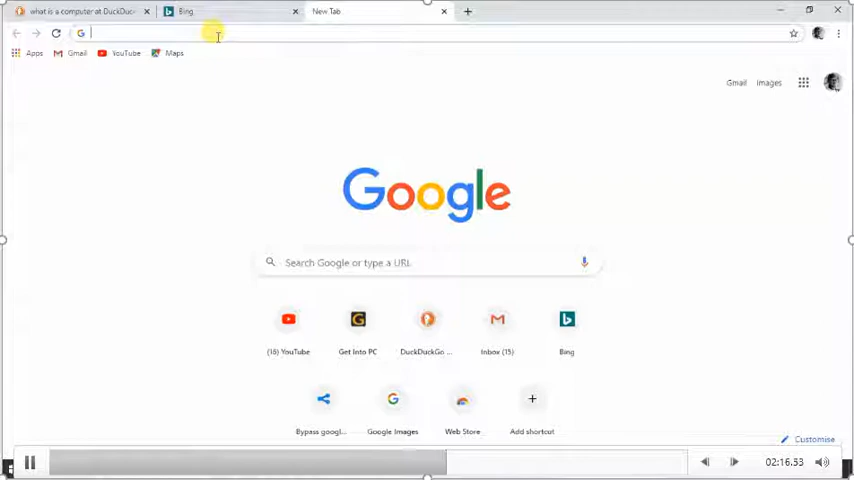 what is a computer at DuckDuc
Bing
New Tab
Apps
Gmail
YouTube
Maps
Gmail
Images
Google
Search Google or type a URL
(16) YouTube
Get Into PC
DuckDuckGo ...
Inbox (15)
Bing
Bypass googl...
Google Images
Web Store
Add shortcut
Customise
02:16.53